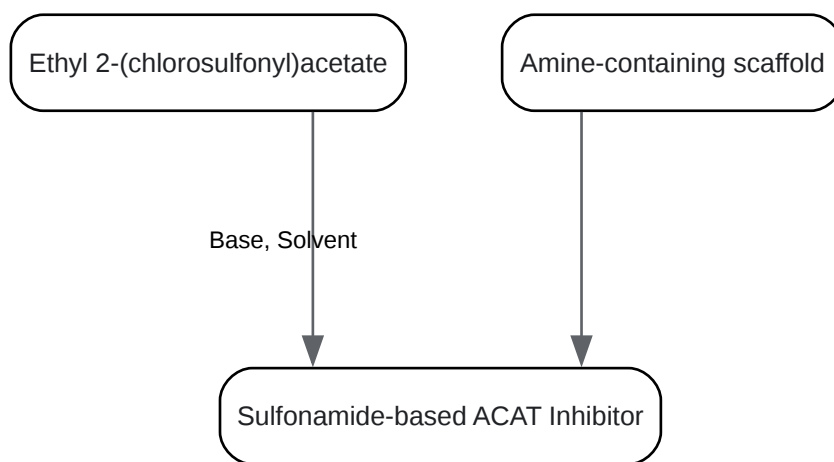 Ethyl 2-(chlorosulfonyl)acetate
Amine-containing scaffold
Base, Solvent
Sulfonamide-based ACAT Inhibitor